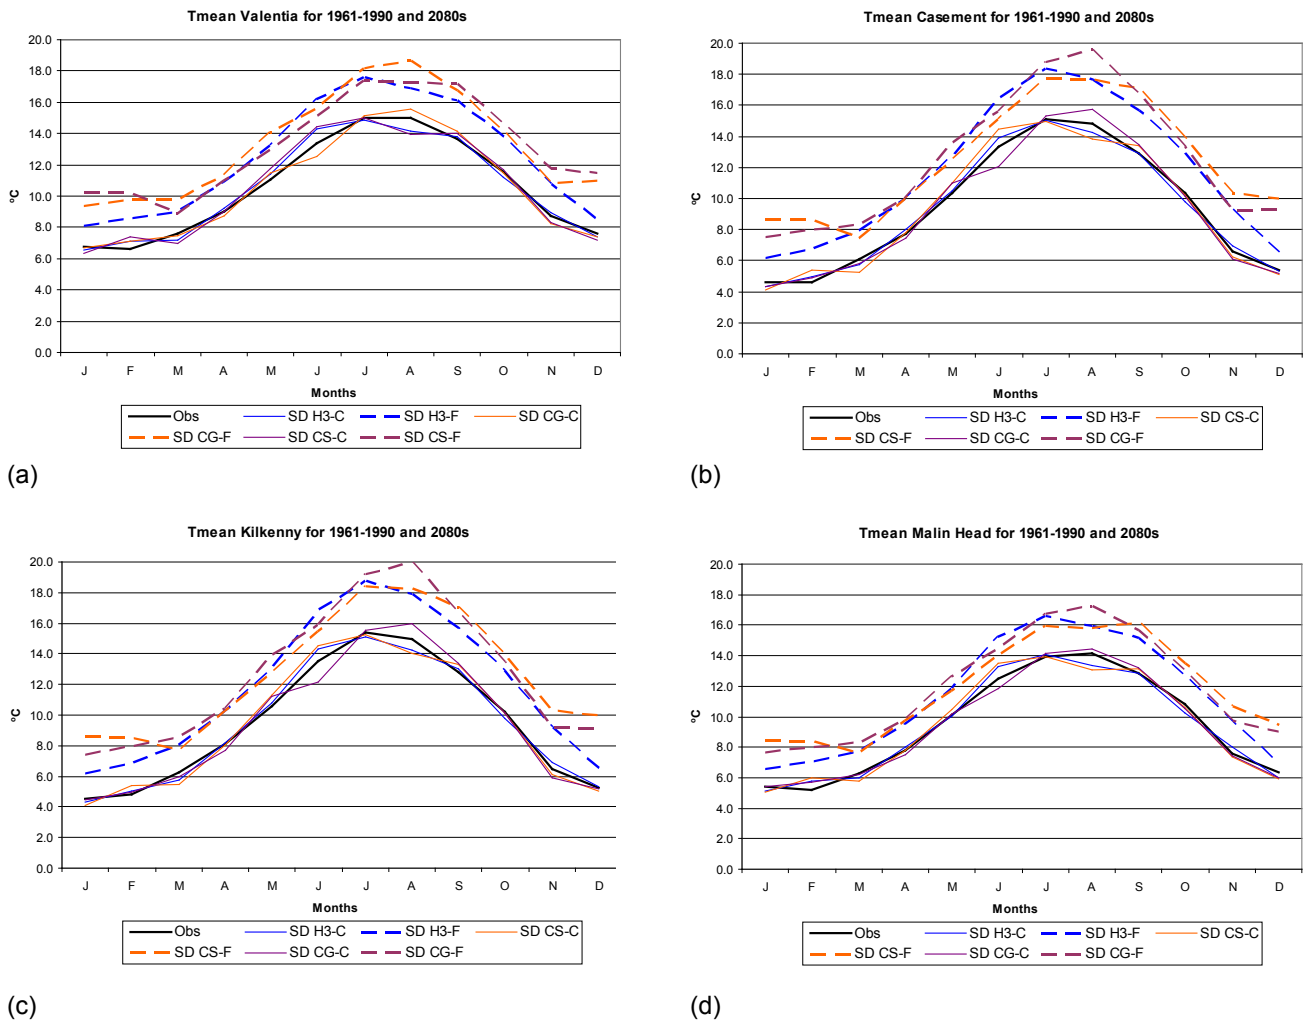 Tmean Valentia for 1961-1990 and 2080s
20.0
18.0
16.0
14.0
12.0
10.0
8.0
6.0
4.0
2.0
0.0
°C
J F M A M J J A S O N D
Months
Obs SD H3-C SD H3-F SD CG-C
SD CG-F SD CS-C SD CS-F
(a)
Tmean Casement for 1961-1990 and 2080s
20.0
18.0
16.0
14.0
12.0
10.0
8.0
6.0
4.0
2.0
0.0
°C
J F M A M J J A S O N D
Months
Obs SD H3-C SD H3-F SD CS-C
SD CS-F SD CG-C SD CG-F
(b)
Tmean Kilkenny for 1961-1990 and 2080s
20.0
18.0
16.0
14.0
12.0
10.0
8.0
6.0
4.0
2.0
0.0
°C
J F M A M J J A S O N D
Months
Obs SD H3-C SD H3-F SD CS-C
SD CS-F SD CG-C SD CG-F
(c)
Tmean Malin Head for 1961-1990 and 2080s
20.0
18.0
16.0
14.0
12.0
10.0
8.0
6.0
4.0
2.0
0.0
°C
J F M A M J J A S O N D
Months
Obs SD H3-C SD H3-F SD CS-C
SD CS-F SD CG-C SD CG-F
(d)